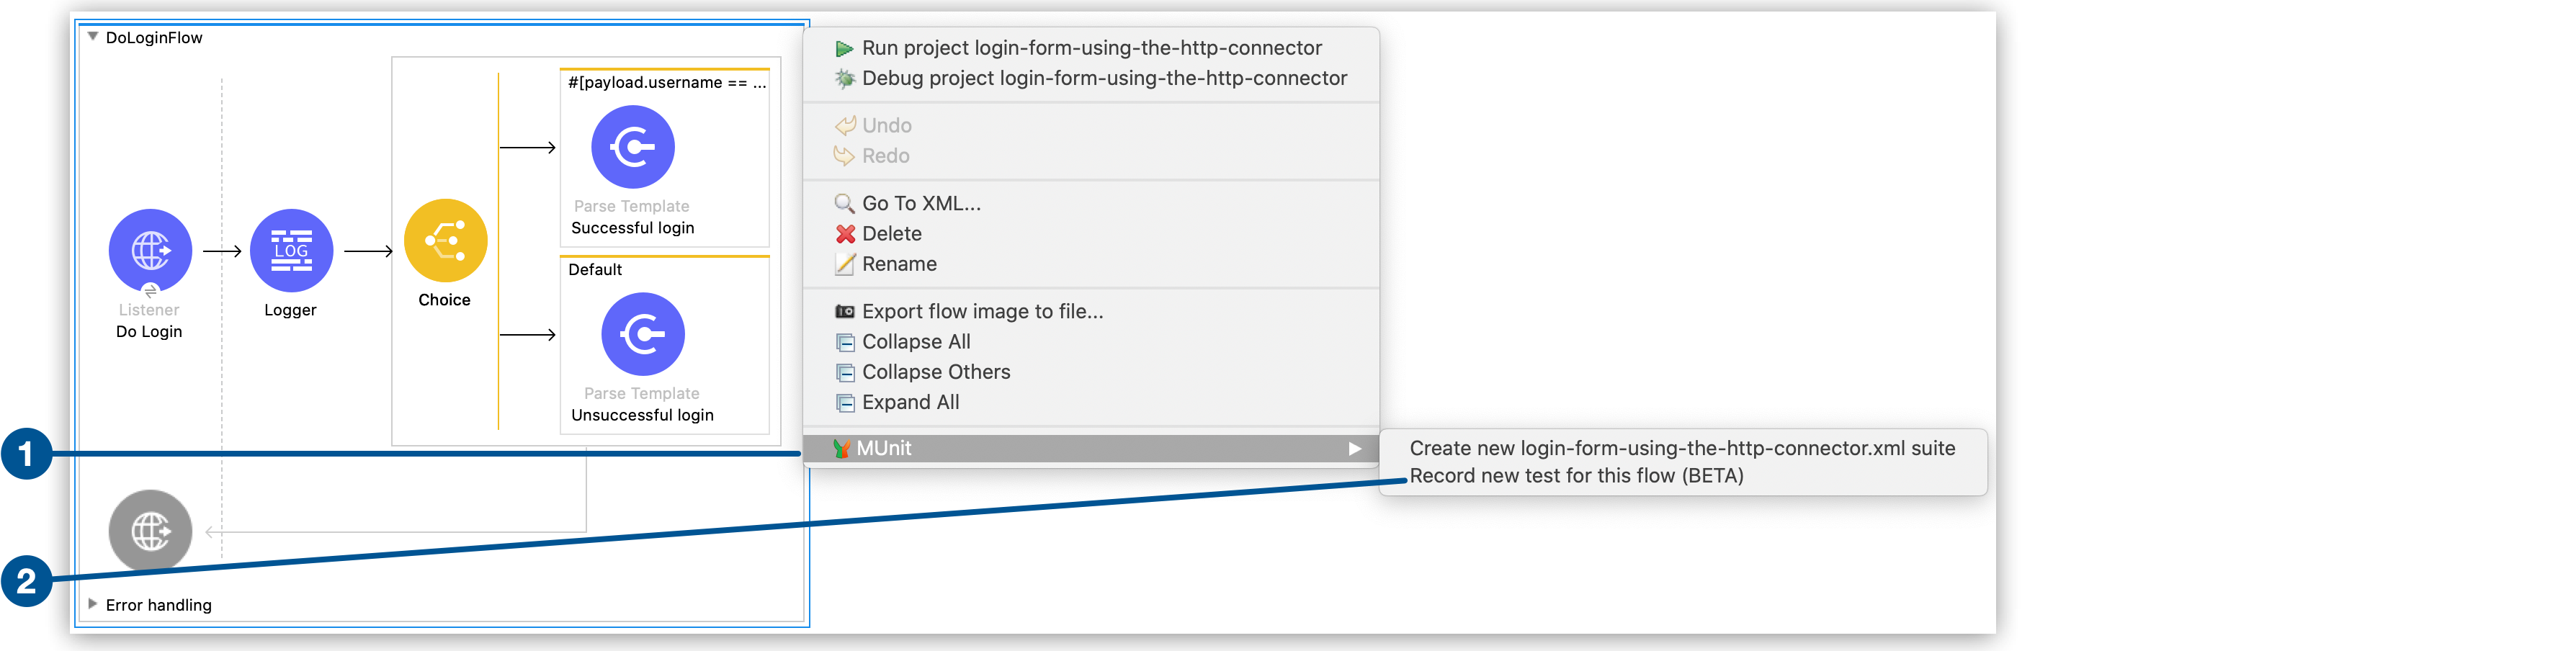 DoLoginFlow
Listener
Do Login
LOG
Logger
Choice
#[payload.username == ...
Parse Template
Successful login
Default
Parse Template
Unsuccessful login
Error handling
Run project login-form-using-the-http-connector
Debug project login-form-using-the-http-connector
Undo
Redo
Go To XML...
Delete
Rename
Export flow image to file...
Collapse All
Collapse Others
Expand All
1
MUnit
Create new login-form-using-the-http-connector.xml suite
Record new test for this flow (BETA)
2